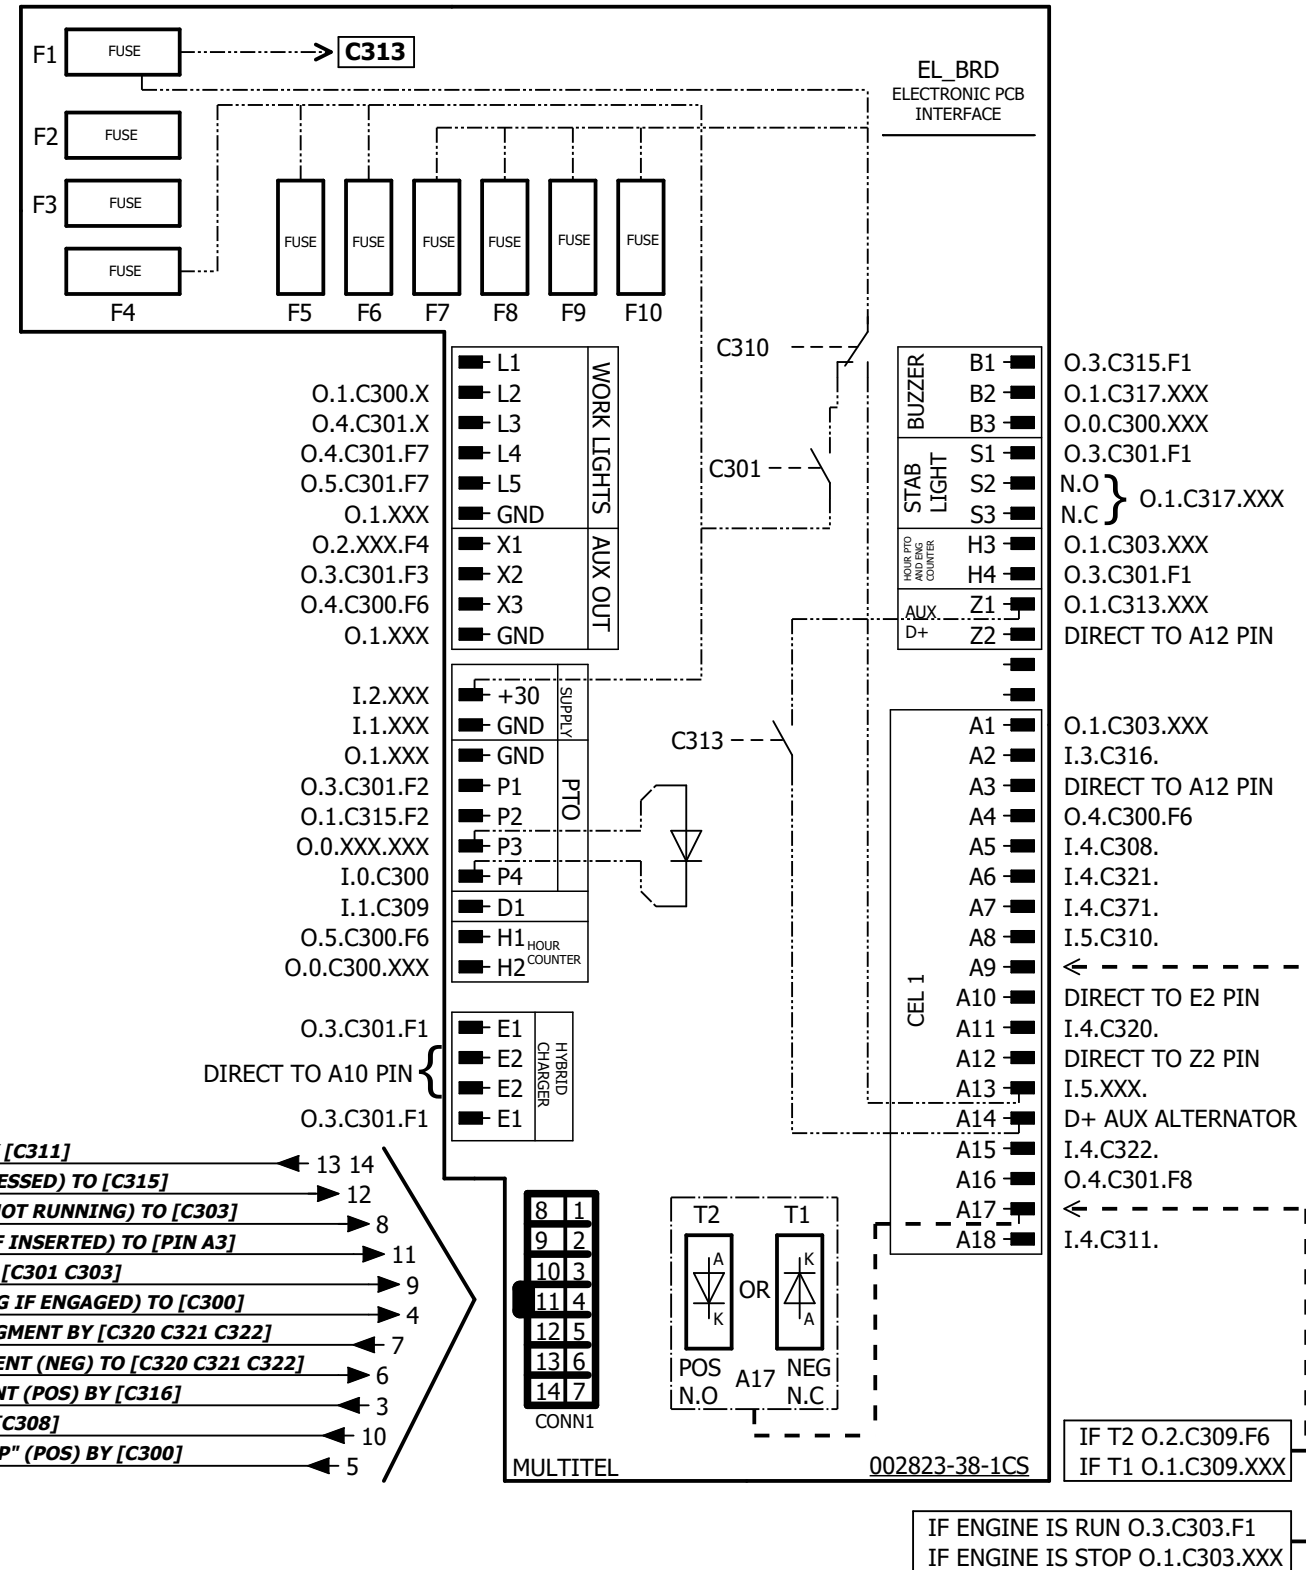 F1 FUSE C313
EL_BRD
ELECTRONIC PCB
INTERFACE
F2 FUSE
F3 FUSE
FUSE
F4
FUSE FUSE FUSE FUSE FUSE FUSE
F5 F6 F7 F8 F9 F10
L1
O.1.C300.X L2
O.4.C301.X L3
O.4.C301.F7 L4
O.5.C301.F7 L5
O.1.XXX GND
WORK LIGHTS
O.2.XXX.F4 X1
O.3.C301.F3 X2
O.4.C300.F6 X3
O.1.XXX GND
AUX OUT
I.2.XXX +30
I.1.XXX GND
SUPPLY
O.1.XXX GND
O.3.C301.F2 P1
O.1.C315.F2 P2
O.0.XXX.XXX P3
I.0.C300 P4
PTO
I.1.C309 D1
O.5.C300.F6 H1
O.0.C300.XXX H2
HOUR
COUNTER
O.3.C301.F1 E1
E2
DIRECT TO A10 PIN
E2
O.3.C301.F1 E1
HYBRID
CHARGER
C310
C301
C313
BUZZER
B1 O.3.C315.F1
B2 O.1.C317.XXX
B3 O.0.C300.XXX
STAB
LIGHT
S1 O.3.C301.F1
S2 N.O
O.1.C317.XXX
S3 N.C
HOUR PTO
AND ENG
COUNTER
H3 O.1.C303.XXX
H4 O.3.C301.F1
AUX
D+
Z1 O.1.C313.XXX
Z2 DIRECT TO A12 PIN
CEL 1
A1 O.1.C303.XXX
A2 I.3.C316.
A3 DIRECT TO A12 PIN
A4 O.4.C300.F6
A5 I.4.C308.
A6 I.4.C321.
A7 I.4.C371.
A8 I.5.C310.
A9
A10 DIRECT TO E2 PIN
A11 I.4.C320.
A12 DIRECT TO Z2 PIN
A13 I.5.XXX.
A14 D+ AUX ALTERNATOR
A15 I.4.C322.
A16 O.4.C301.F8
A17
A18 I.4.C311.
[C311] 13 14
ESSED) TO [C315] 12
OT RUNNING) TO [C303] 8
F INSERTED) TO [PIN A3] 11
[C301 C303] 9
G IF ENGAGED) TO [C300] 4
GMENT BY [C320 C321 C322] 7
ENT (NEG) TO [C320 C321 C322] 6
NT (POS) BY [C316] 3
C308] 10
P" (POS) BY [C300] 5
8 1
9 2
10 3
11 4
12 5
13 6
14 7
CONN1
T2 T1
A K
OR
K A
POS A17 NEG
N.O N.C
MULTITEL 002823-38-1CS
IF T2 O.2.C309.F6
IF T1 O.1.C309.XXX
IF ENGINE IS RUN O.3.C303.F1
IF ENGINE IS STOP O.1.C303.XXX